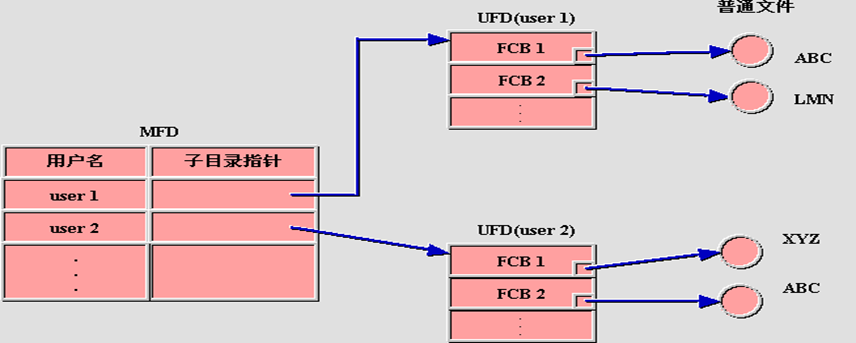 普通文件
UFD(user 1)
FCB 1
ABC
FCB 2
LMN
MFD
用户名 子目录指针
user 1
user 2
UFD(user 2)
XYZ
FCB 1
ABC
FCB 2